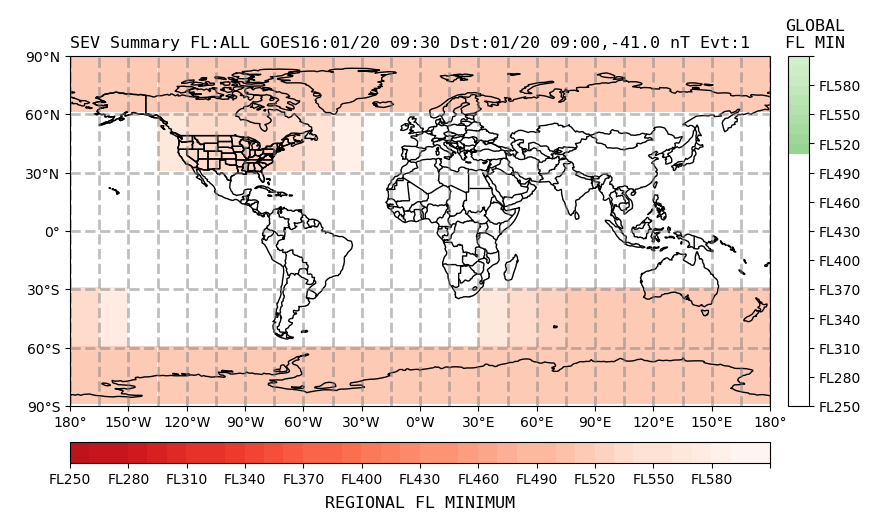 GLOBAL
SEV Summary FL:ALL GOES16:01/20 09:30 Dst:01/20 09:00,-41.0 nT Evt:1 FL MIN
90°N
FL580
60°N FL550
FL520
30°N FL490
FL460
0° FL430
FL400
30°S FL370
FL340
60°S FL310
FL280
90°S FL250
180° 150°W 120°W 90°W 60°W 30°W 0°W 30°E 60°E 90°E 120°E 150°E 180°
FL250 FL280 FL310 FL340 FL370 FL400 FL430 FL460 FL490 FL520 FL550 FL580
REGIONAL FL MINIMUM